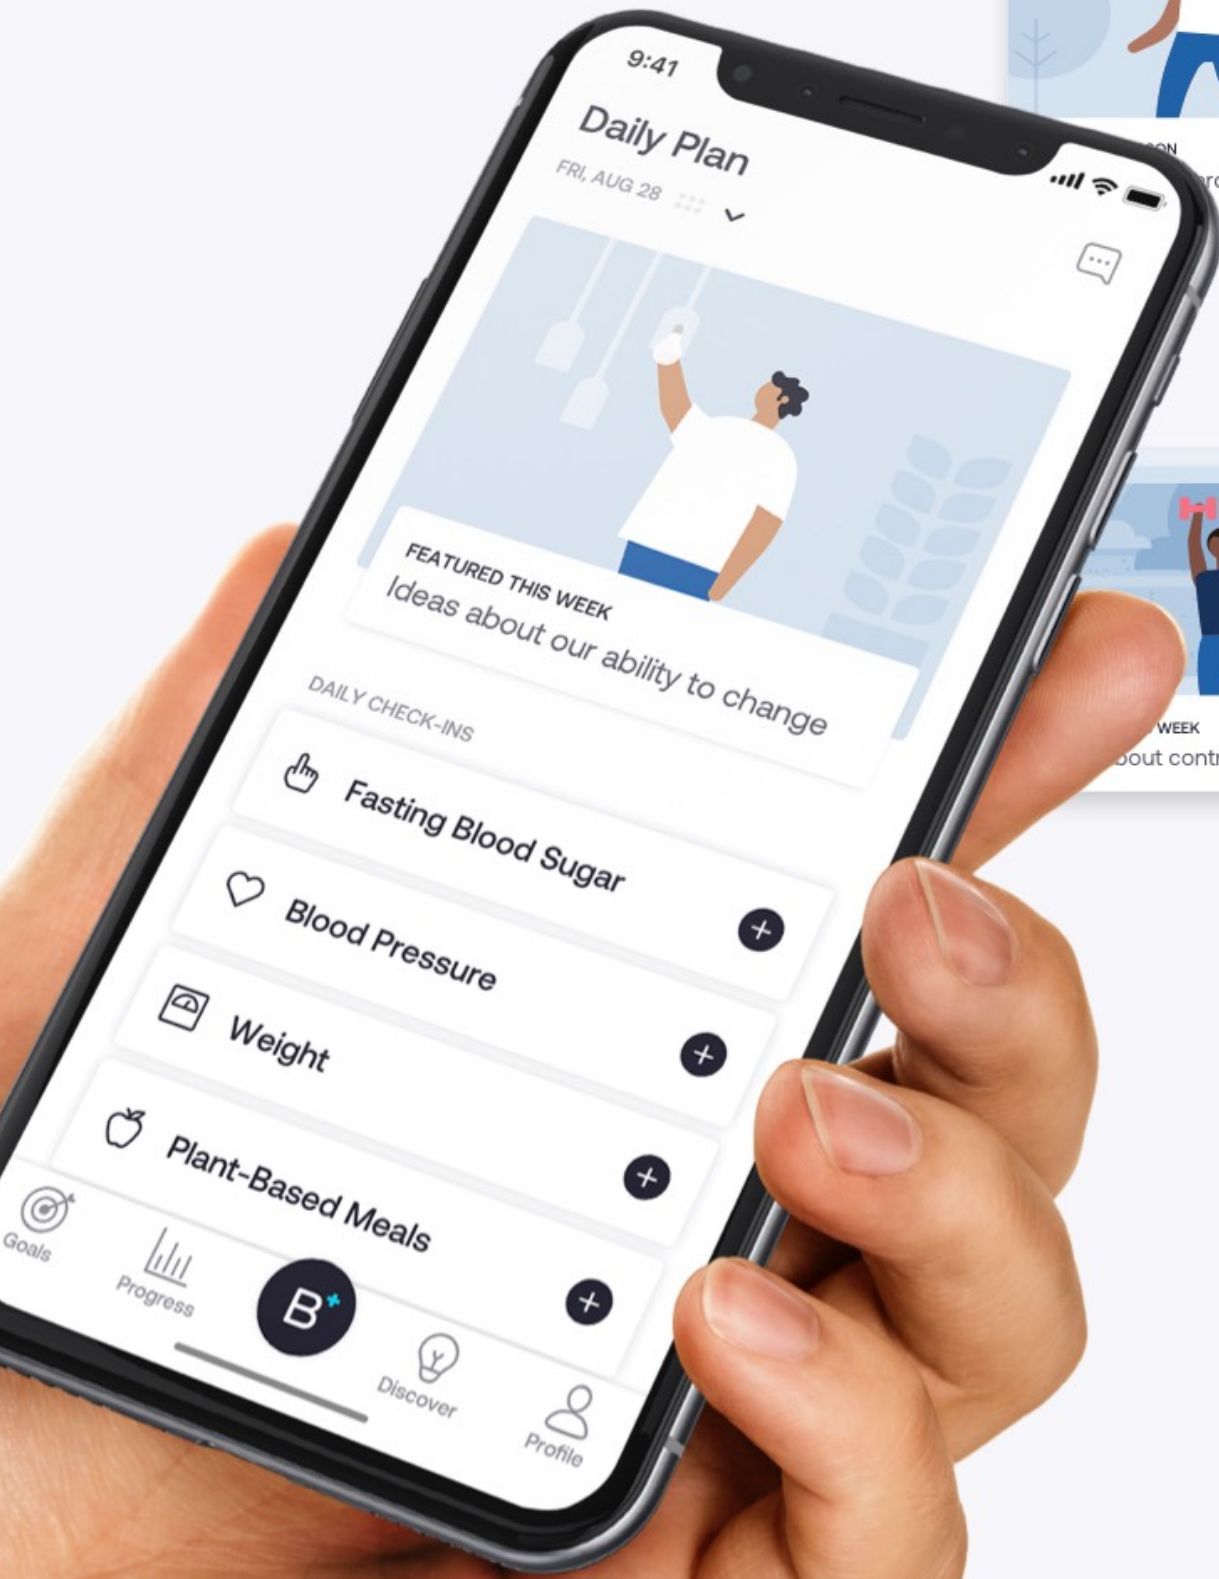 9:41
Daily Plan
FRI, AUG 28
FEATURED THIS WEEK
Ideas about our ability to change
DAILY CHECK-INS
Fasting Blood Sugar
Blood Pressure
Weight
Plant-Based Meals
Goals
Progress
B+
Discover
Profile
WEEK